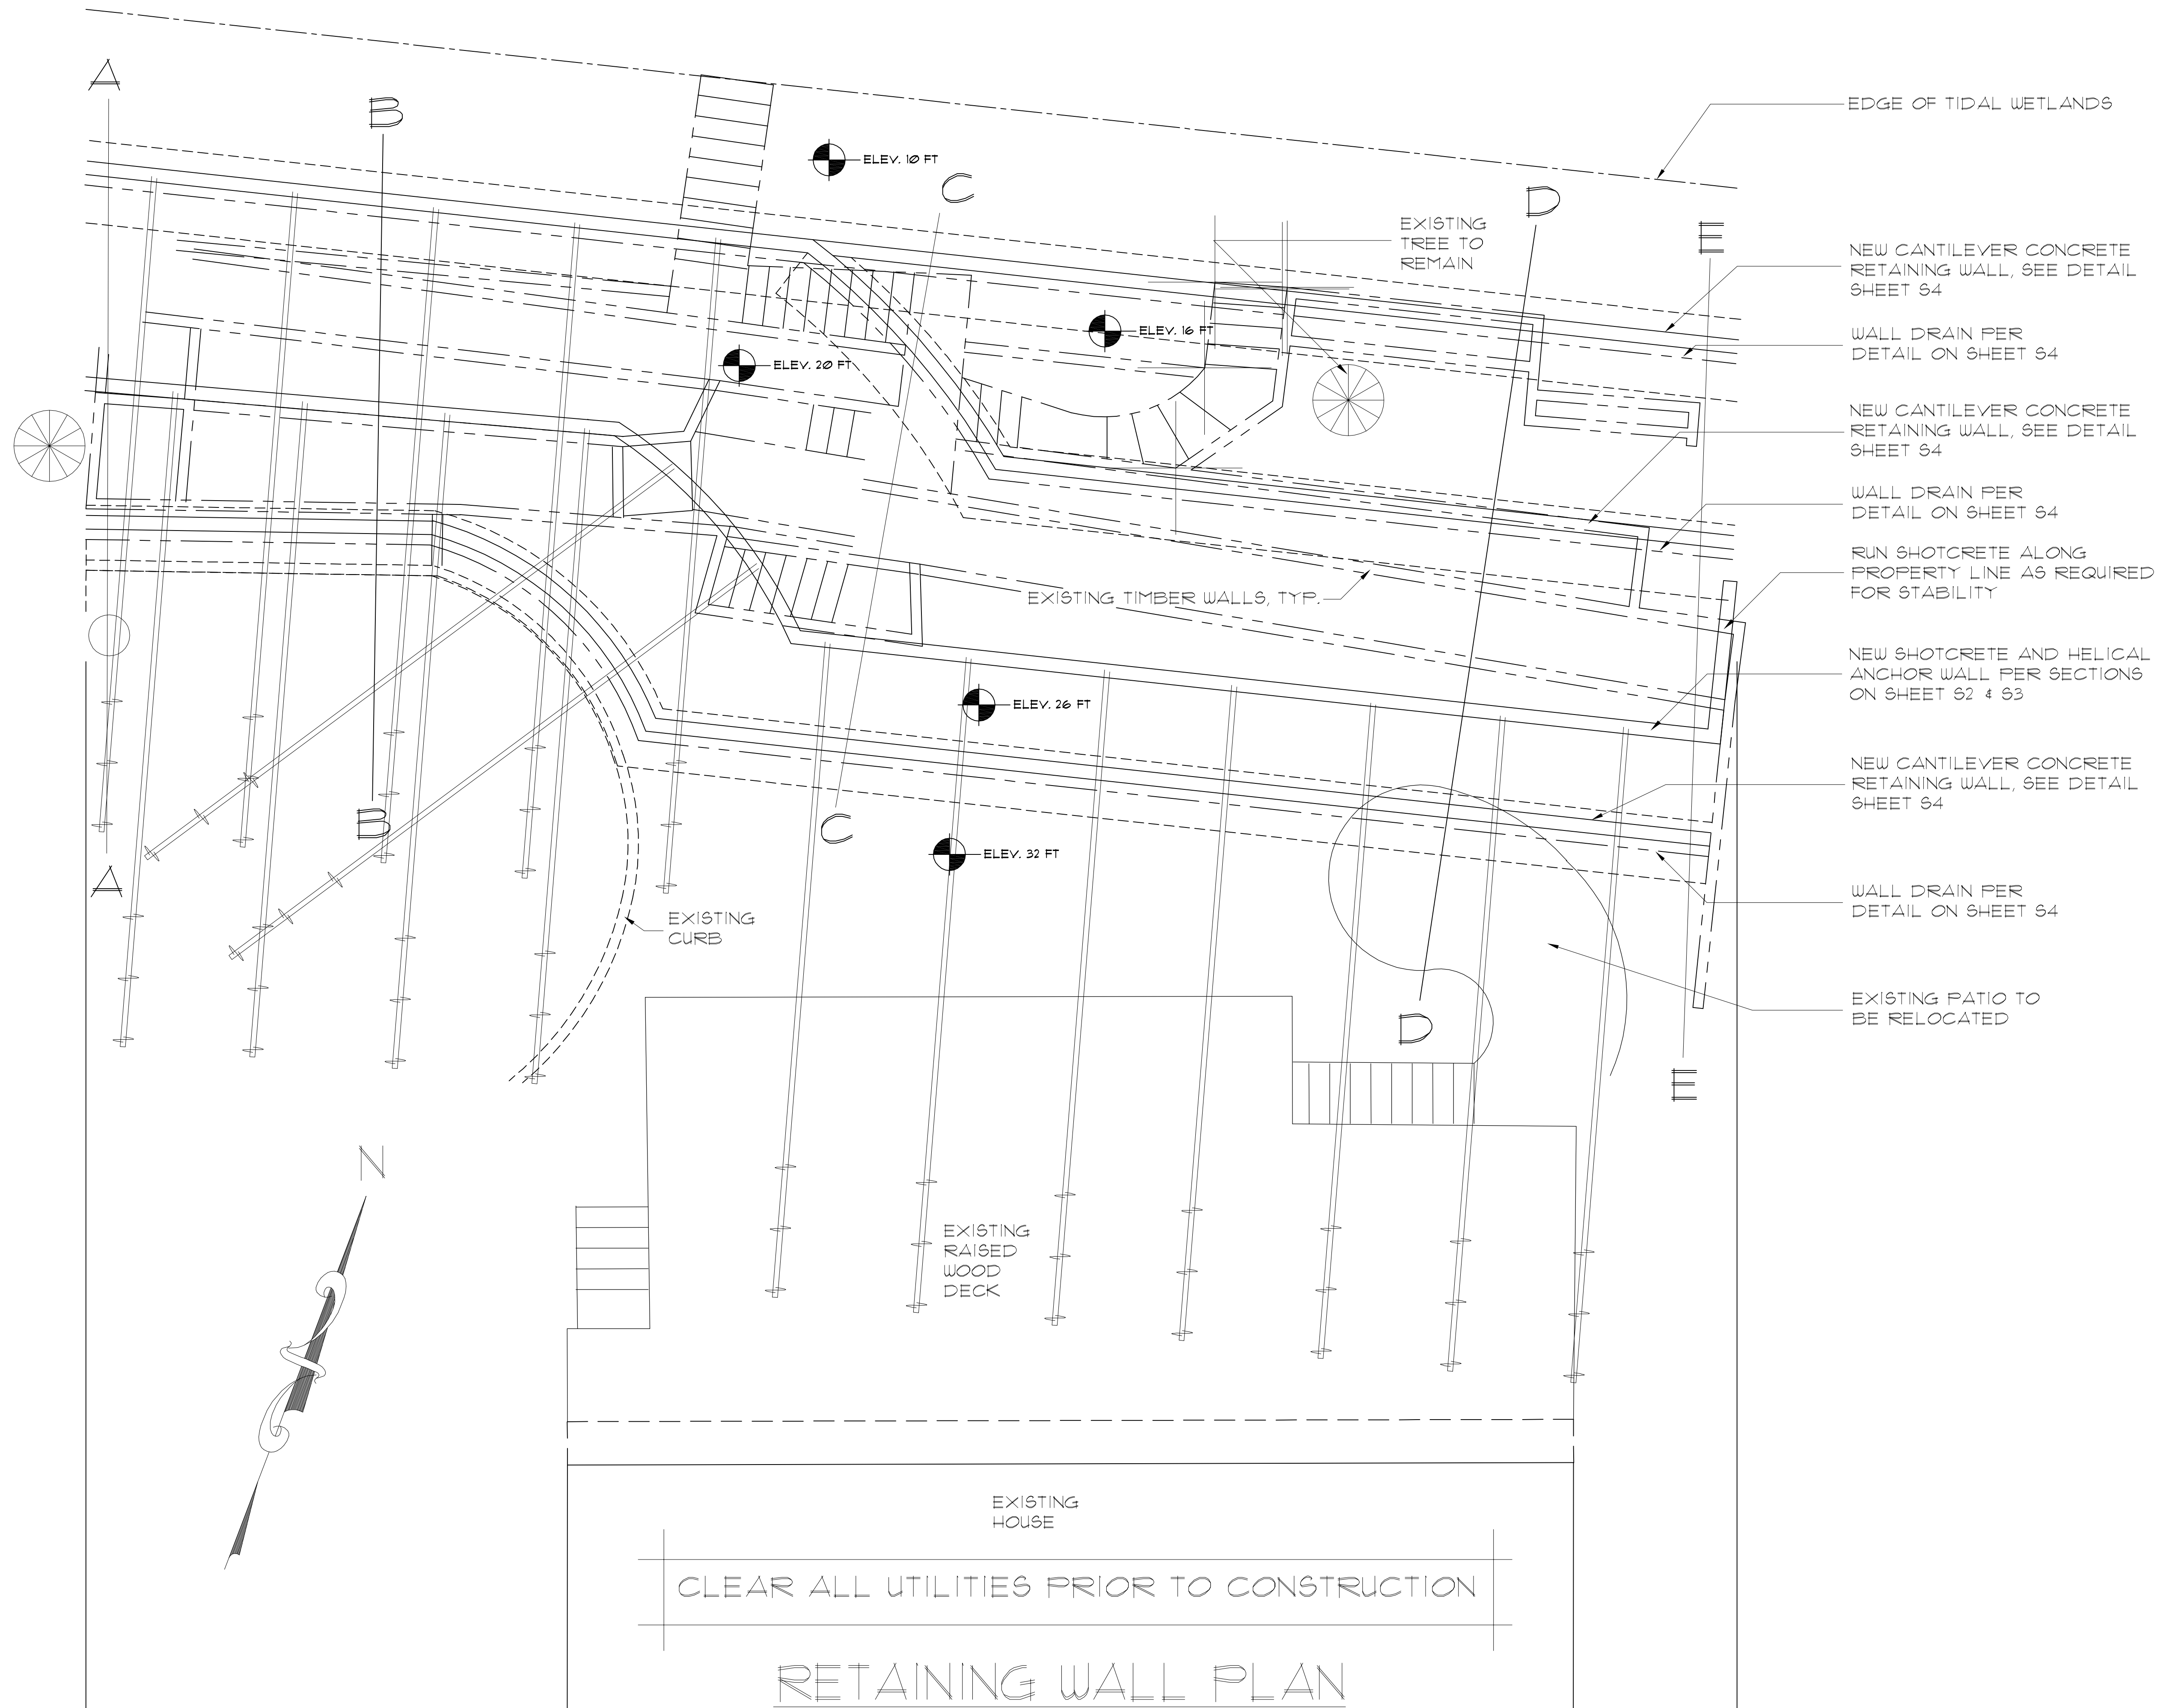 A
B
C
D
E
ELEV. 10 FT
EDGE OF TIDAL WETLANDS
EXISTING
TREE TO
REMAIN
NEW CANTILEVER CONCRETE
RETAINING WALL, SEE DETAIL
SHEET S4
ELEV. 16 FT
WALL DRAIN PER
DETAIL ON SHEET S4
ELEV. 20 FT
NEW CANTILEVER CONCRETE
RETAINING WALL, SEE DETAIL
SHEET S4
WALL DRAIN PER
DETAIL ON SHEET S4
RUN SHOTCRETE ALONG
PROPERTY LINE AS REQUIRED
FOR STABILITY
EXISTING TIMBER WALLS, TYP.
NEW SHOTCRETE AND HELICAL
ANCHOR WALL PER SECTIONS
ON SHEET S2 & S3
ELEV. 26 FT
NEW CANTILEVER CONCRETE
RETAINING WALL, SEE DETAIL
SHEET S4
B
C
ELEV. 32 FT
A
EXISTING
CURB
WALL DRAIN PER
DETAIL ON SHEET S4
EXISTING PATIO TO
BE RELOCATED
D
E
N
EXISTING
RAISED
WOOD
DECK
EXISTING
HOUSE
CLEAR ALL UTILITIES PRIOR TO CONSTRUCTION
RETAINING WALL PLAN